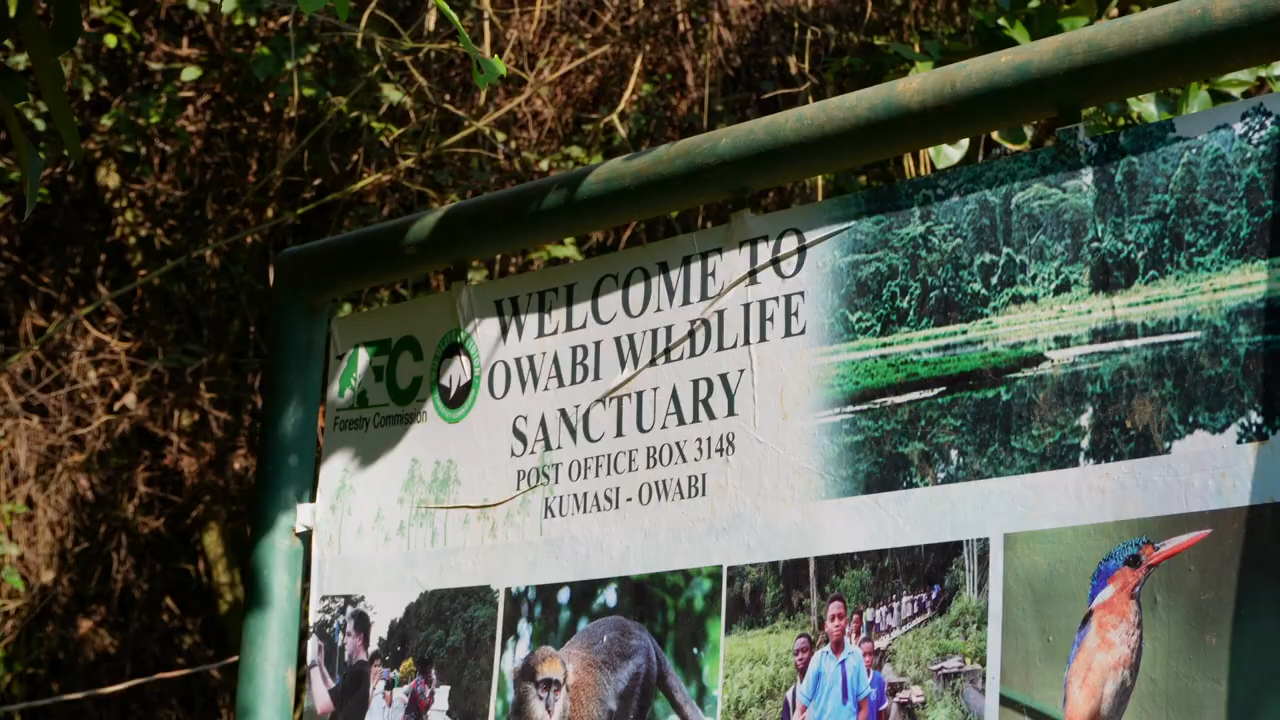 WELCOME TO
OWABI WILDLIFE
SANCTUARY
POST OFFICE BOX 3148
KUMASI - OWABI
FC
Forestry Commission